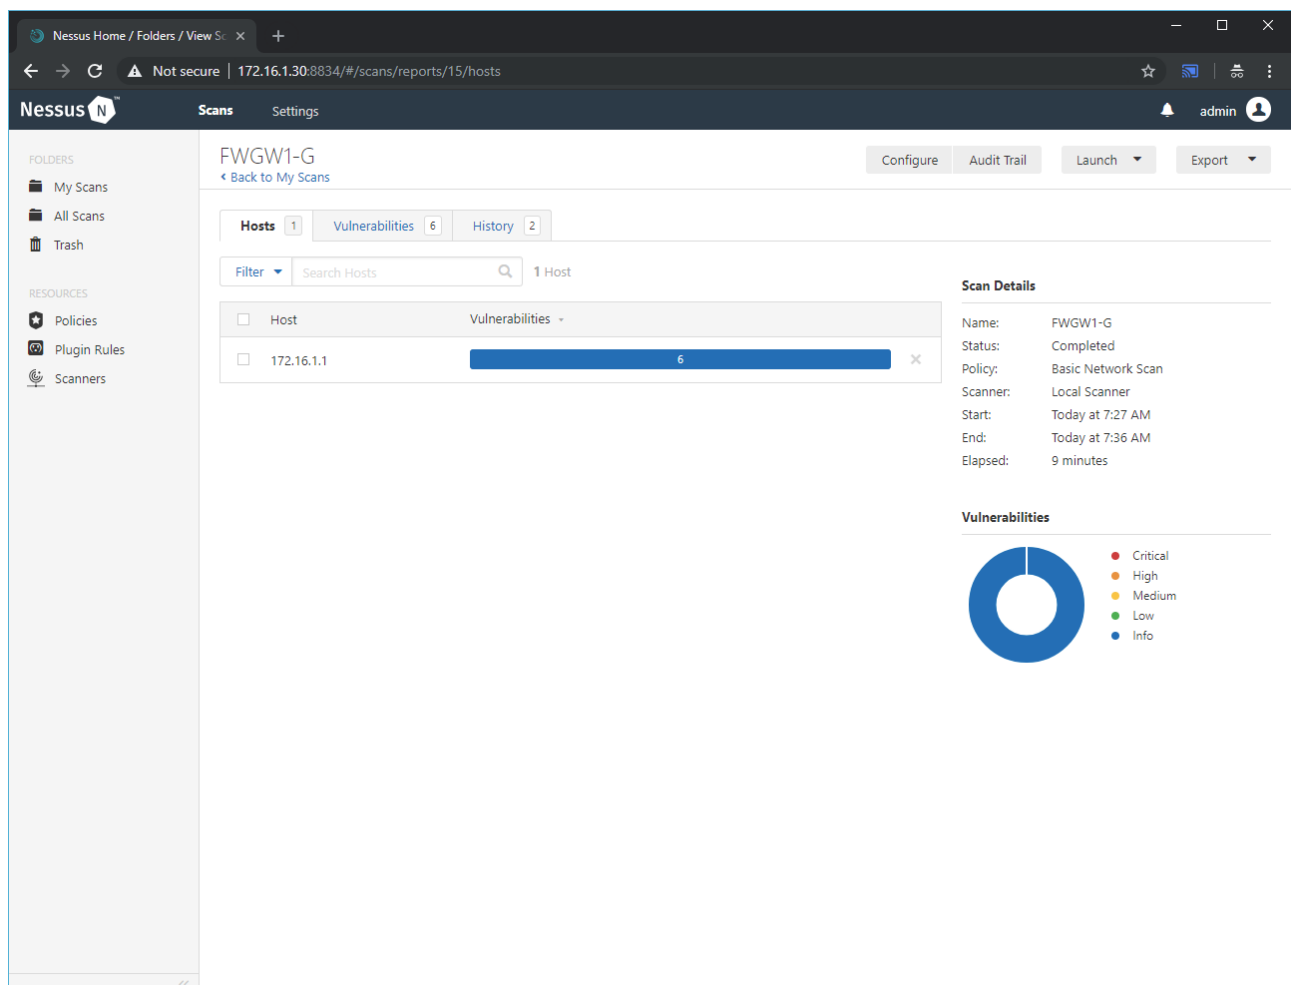 Nessus Home / Folders / View Sc
Not secure | 172.16.1.30:8834/#/scans/reports/15/hosts
Nessus N ™ Scans Settings admin
FOLDERS
My Scans
All Scans
Trash
RESOURCES
Policies
Plugin Rules
Scanners
FWGW1-G
Back to My Scans
Configure Audit Trail Launch Export
Hosts 1 Vulnerabilities 6 History 2
Filter Search Hosts 1 Host
Host Vulnerabilities
172.16.1.1 6
Scan Details
Name: FWGW1-G
Status: Completed
Policy: Basic Network Scan
Scanner: Local Scanner
Start: Today at 7:27 AM
End: Today at 7:36 AM
Elapsed: 9 minutes
Vulnerabilities
Critical
High
Medium
Low
Info